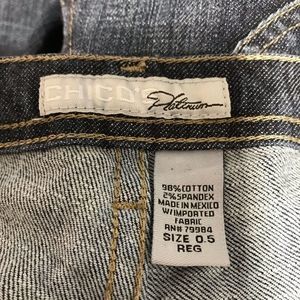 CHICO'S Platinum
98% COTTON
2% SPANDEX
MADE IN MEXICO
W/IMPORTED
FABRIC
RN# 79984
SIZE 0.5
REG